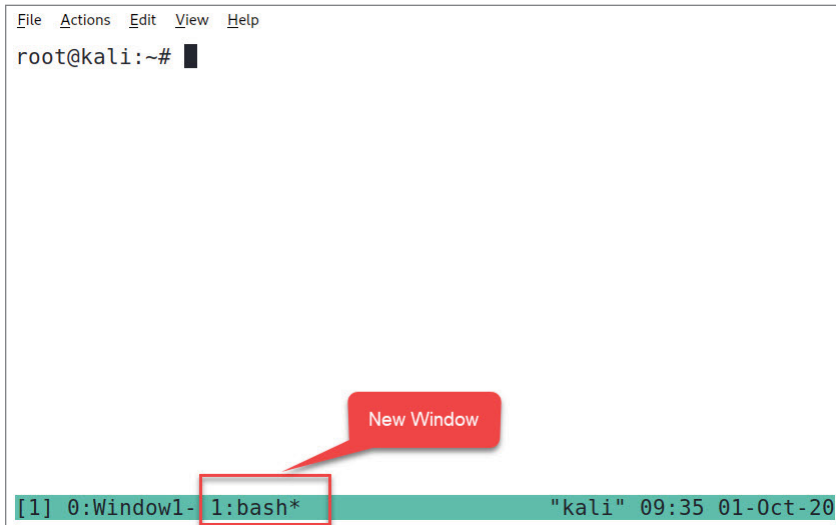 File Actions Edit View Help
root@kali:~#
New Window
[1] 0:Window1- 1:bash* "kali" 09:35 01-Oct-20